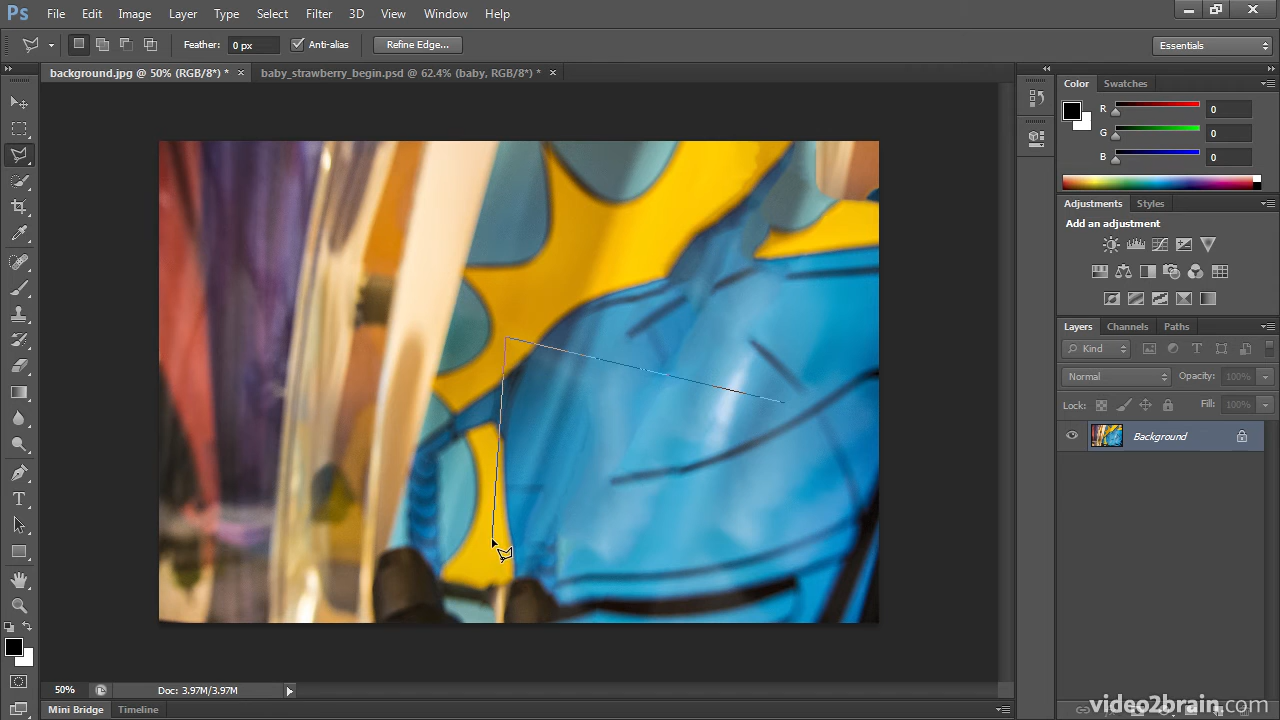 Ps File Edit Image Layer Type Select Filter 3D View Window Help
Feather: 0 px Anti-alias Refine Edge... Essentials
background.jpg @ 50% (RGB/8*) * × baby_strawberry_begin.psd @ 62.4% (baby, RGB/8*) * ×
Color Swatches
R 0
G 0
B 0
Adjustments Styles
Add an adjustment
Layers Channels Paths
Kind
Normal Opacity: 100%
Lock: Fill: 100%
Background
50% Doc: 3.97M/3.97M
Mini Bridge Timeline
video2brain.com